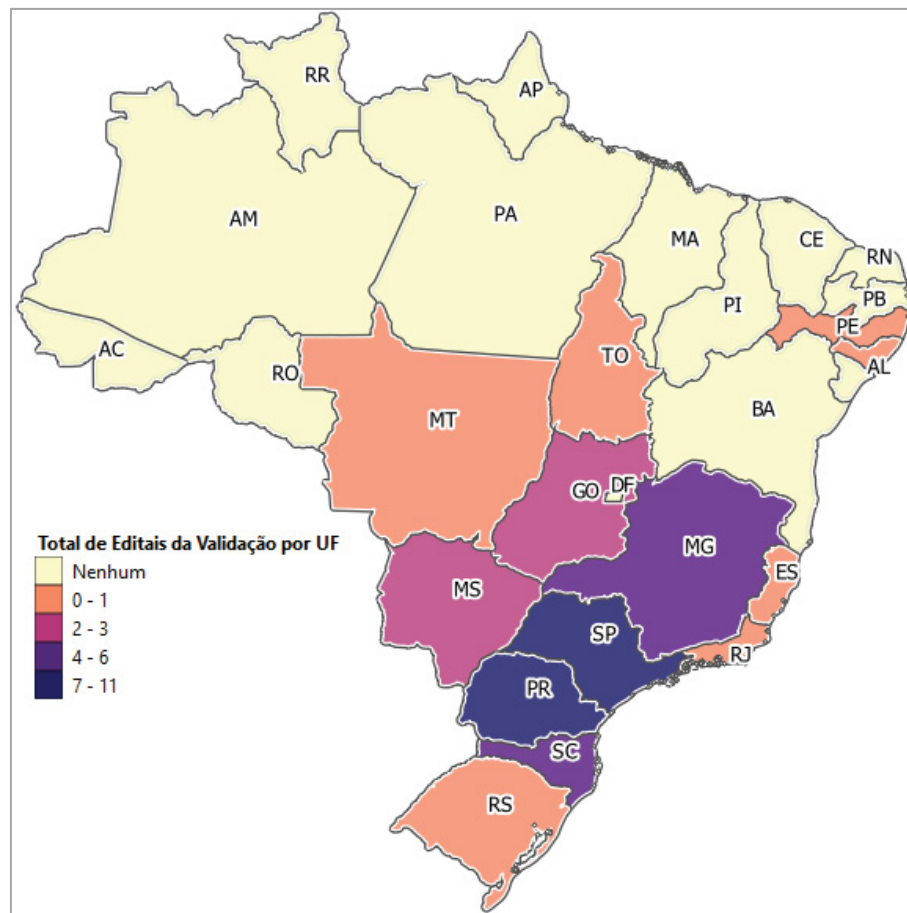 RR
AP
AM
PA
MA
CE
RN
PI
PB
PE
AC
TO
AL
RO
BA
MT
GO
DF
Total de Editais da Validação por UF
MG
Nenhum
ES
0 - 1
MS
2 - 3
SP
4 - 6
RJ
7 - 11
PR
SC
RS